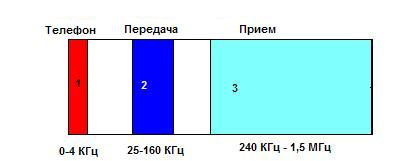 Телефон Передача Прием
1 2 3
0-4 КГц 25-160 КГц 240 КГц - 1,5 МГц